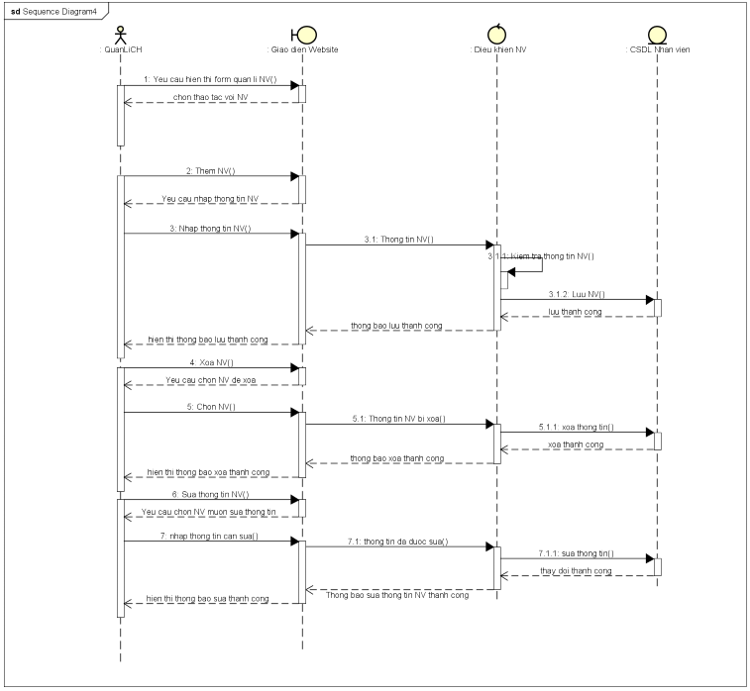 sd Sequence Diagram4
: QuanLiCH
: Giao dien Website
: Dieu khien NV
: CSDL Nhan vien
1: Yeu cau hien thi form quan li NV()
chon thao tac voi NV
2: Them NV()
Yeu cau nhap thong tin NV
3: Nhap thong tin NV()
3.1: Thong tin NV()
3.1.1: Kiem tra thong tin NV()
3.1.2: Luu NV()
luu thanh cong
thong bao luu thanh cong
hien thi thong bao luu thanh cong
4: Xoa NV()
Yeu cau chon NV de xoa
5: Chon NV()
5.1: Thong tin NV bi xoa()
5.1.1: xoa thong tin()
xoa thanh cong
thong bao xoa thanh cong
hien thi thong bao xoa thanh cong
6: Sua thong tin NV()
Yeu cau chon NV muon sua thong tin
7: nhap thong tin can sua()
7.1: thong tin da duoc sua()
7.1.1: sua thong tin()
thay doi thanh cong
Thong bao sua thong tin NV thanh cong
hien thi thong bao sua thanh cong